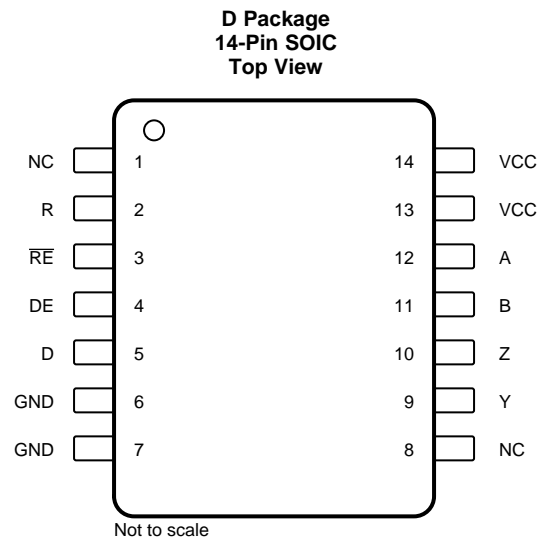 D Package
14-Pin SOIC
Top View
NC 1 14 VCC
R 2 13 VCC
R̅E̅ 3 12 A
DE 4 11 B
D 5 10 Z
GND 6 9 Y
GND 7 8 NC
Not to scale